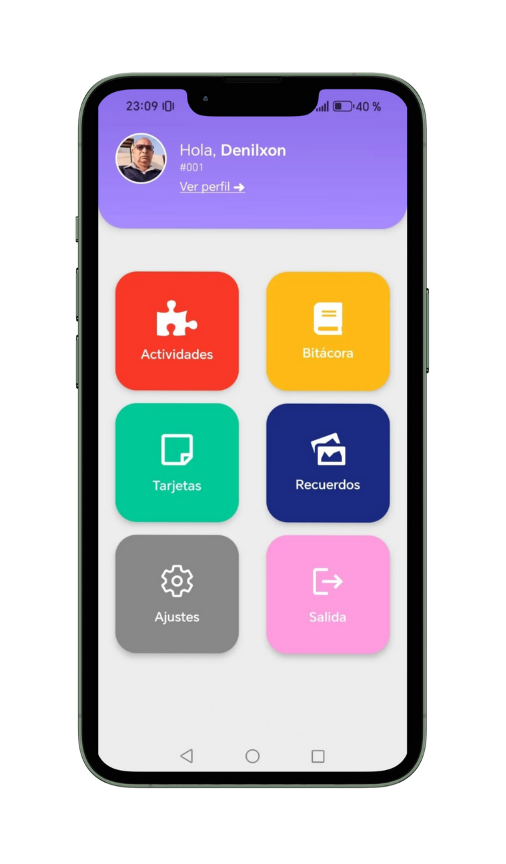 23:09
40 %
Hola, Denilxon
#001
Ver perfil ➔
Actividades
Bitácora
Tarjetas
Recuerdos
Ajustes
Salida